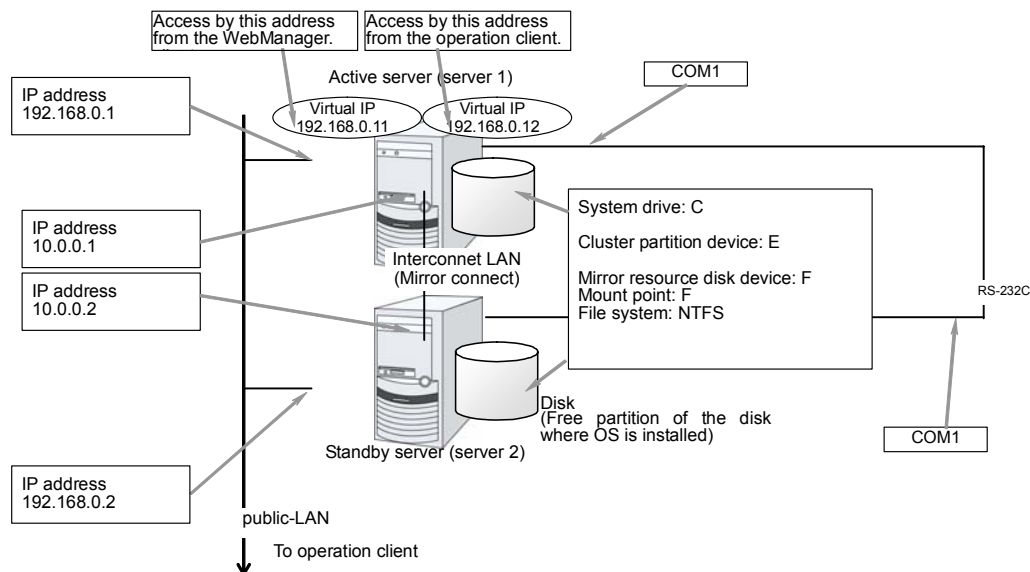 Access by this address
from the WebManager.
Access by this address
from the operation client.
Active server (server 1)
COM1
IP address
192.168.0.1
Virtual IP
192.168.0.11
Virtual IP
192.168.0.12
System drive: C
Cluster partition device: E
Mirror resource disk device: F
Mount point: F
File system: NTFS
IP address
10.0.0.1
Interconnet LAN
(Mirror connect)
IP address
10.0.0.2
RS-232C
Disk
(Free partition of the disk
where OS is installed)
COM1
Standby server (server 2)
IP address
192.168.0.2
public-LAN
To operation client